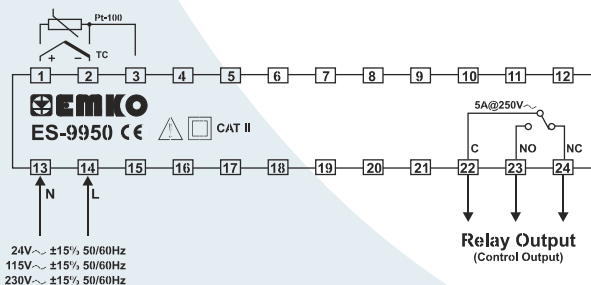 Pt-100
+ − TC
1 2 3 4 5 6 7 8 9 10 11 12
EMKO
ES-9950 CE CAT II
5A@250V～
C NO NC
13 14 15 16 17 18 19 20 21 22 23 24
N L
24V～ ±15% 50/60Hz
115V～ ±15% 50/60Hz
230V～ ±15% 50/60Hz
Relay Output
(Control Output)